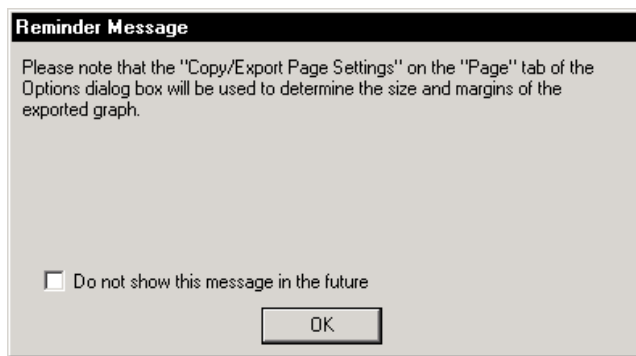 Reminder Message
Please note that the "Copy/Export Page Settings" on the "Page" tab of the
Options dialog box will be used to determine the size and margins of the
exported graph.
Do not show this message in the future
OK